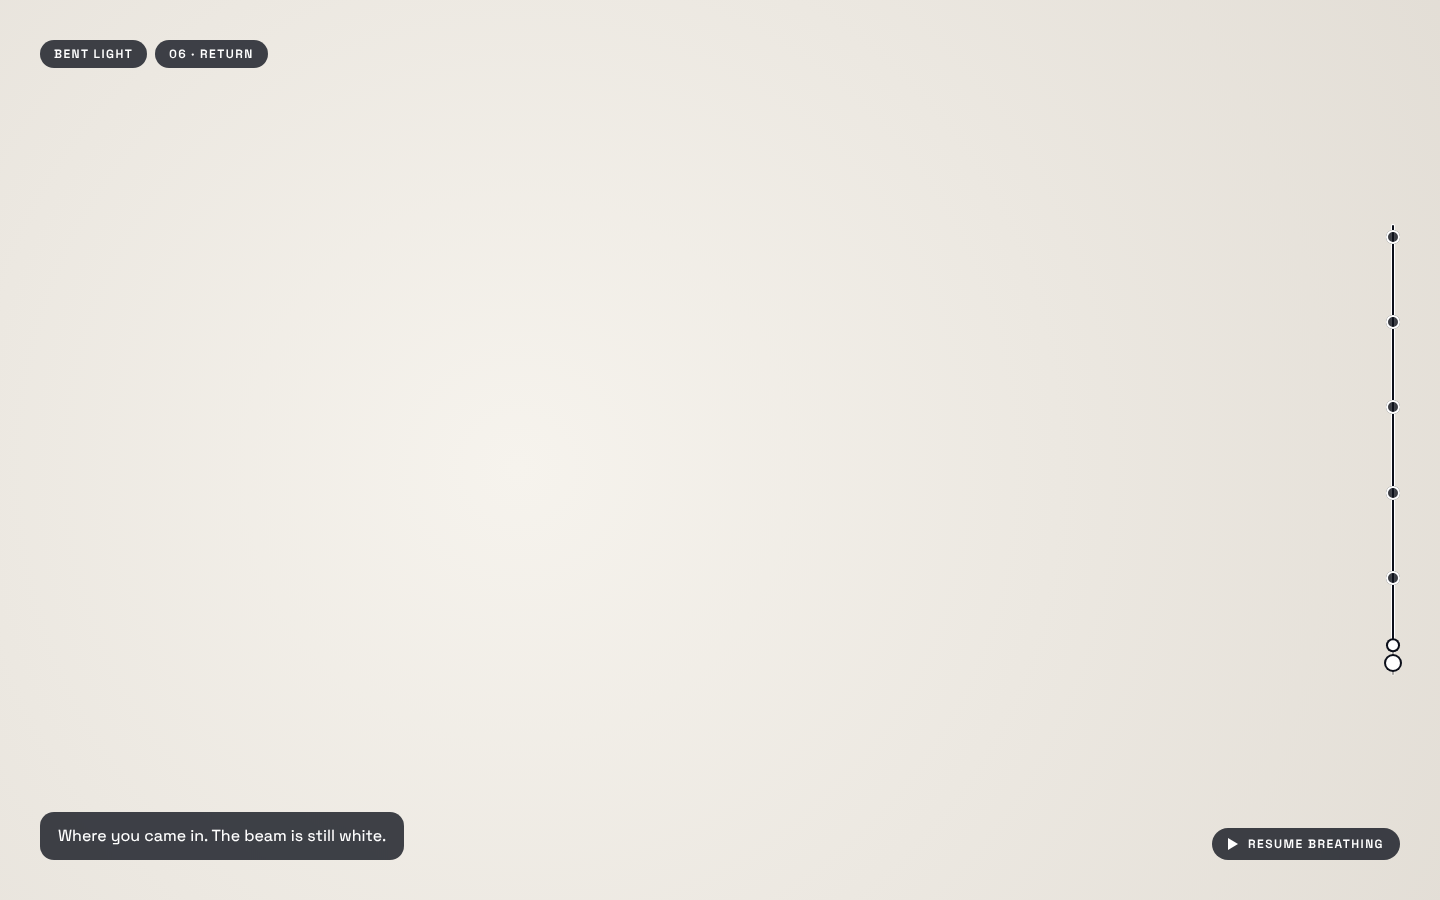 BENT LIGHT
06 · RETURN
Where you came in. The beam is still white.
RESUME BREATHING